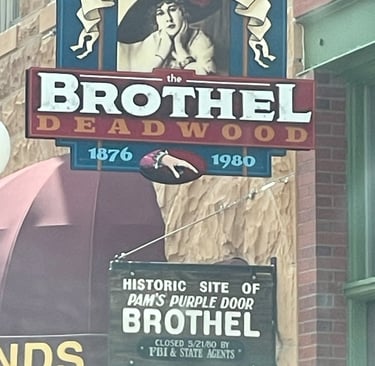 the
BROTHEL
DEADWOOD
1876 1980
HISTORIC SITE OF
PAM'S PURPLE DOOR
BROTHEL
CLOSED 5/21/80 BY
FBI & STATE AGENTS
NDS